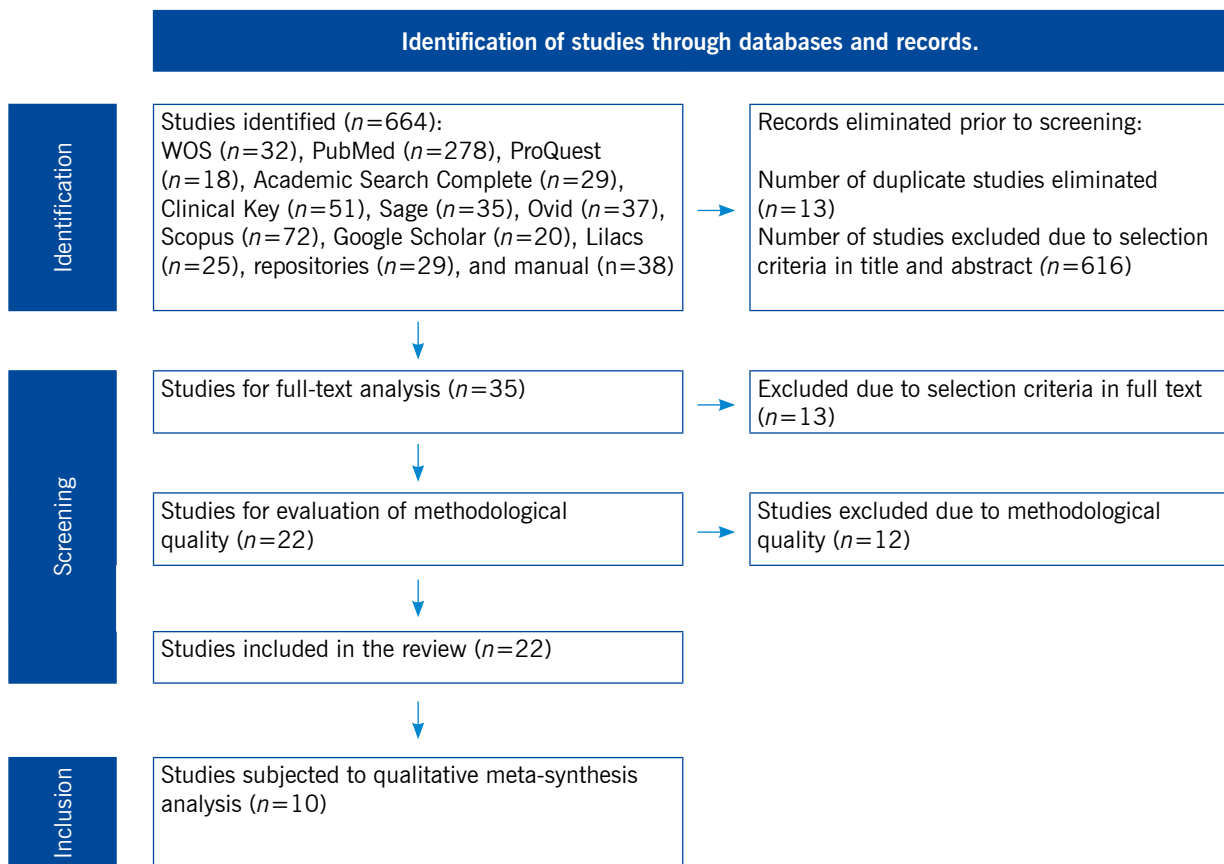 Identification of studies through databases and records.
Identification
Studies identified (n=664):
WOS (n=32), PubMed (n=278), ProQuest
(n=18), Academic Search Complete (n=29),
Clinical Key (n=51), Sage (n=35), Ovid (n=37),
Scopus (n=72), Google Scholar (n=20), Lilacs
(n=25), repositories (n=29), and manual (n=38)
Records eliminated prior to screening:
Number of duplicate studies eliminated
(n=13)
Number of studies excluded due to selection
criteria in title and abstract (n=616)
Screening
Studies for full-text analysis (n=35)
Excluded due to selection criteria in full text
(n=13)
Studies for evaluation of methodological
quality (n=22)
Studies excluded due to methodological
quality (n=12)
Studies included in the review (n=22)
Inclusion
Studies subjected to qualitative meta-synthesis
analysis (n=10)